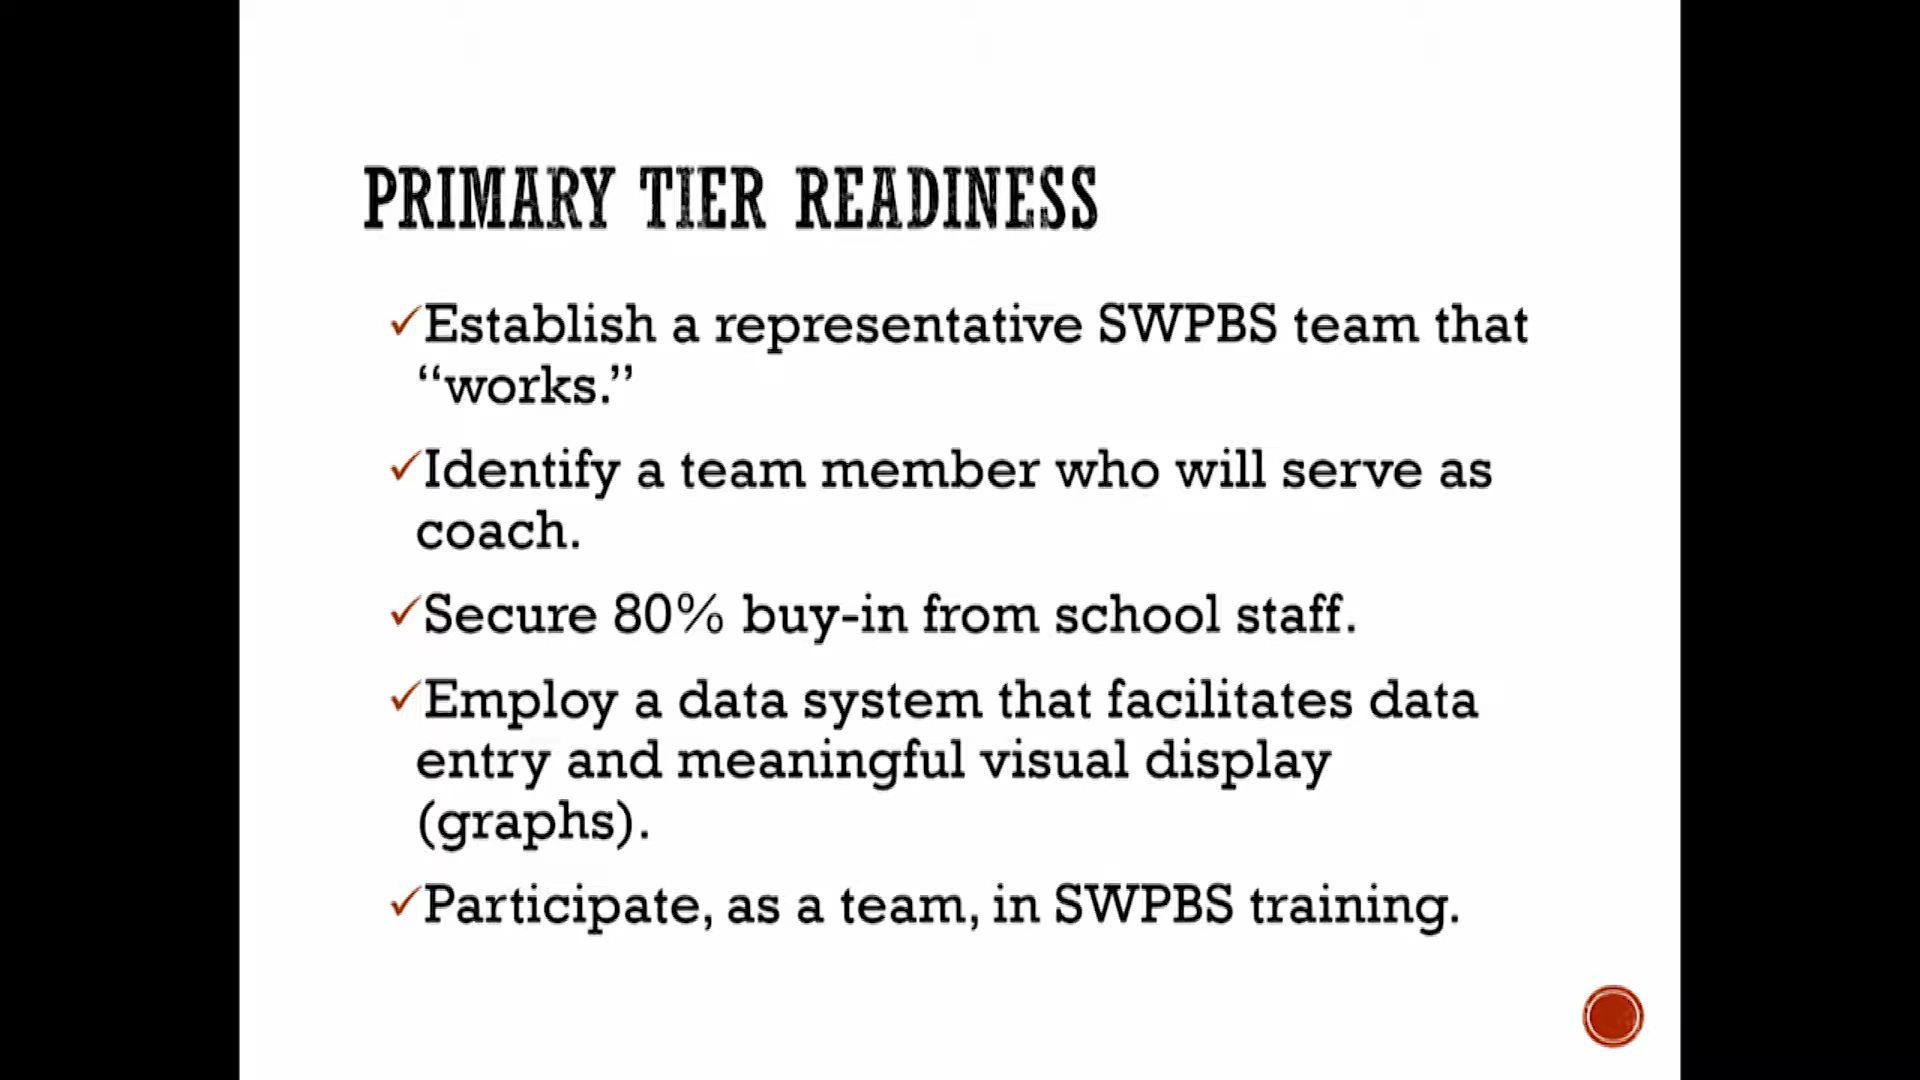 PRIMARY TIER READINESS
✓Establish a representative SWPBS team that
“works.”
✓Identify a team member who will serve as
coach.
✓Secure 80% buy-in from school staff.
✓Employ a data system that facilitates data
entry and meaningful visual display
(graphs).
✓Participate, as a team, in SWPBS training.